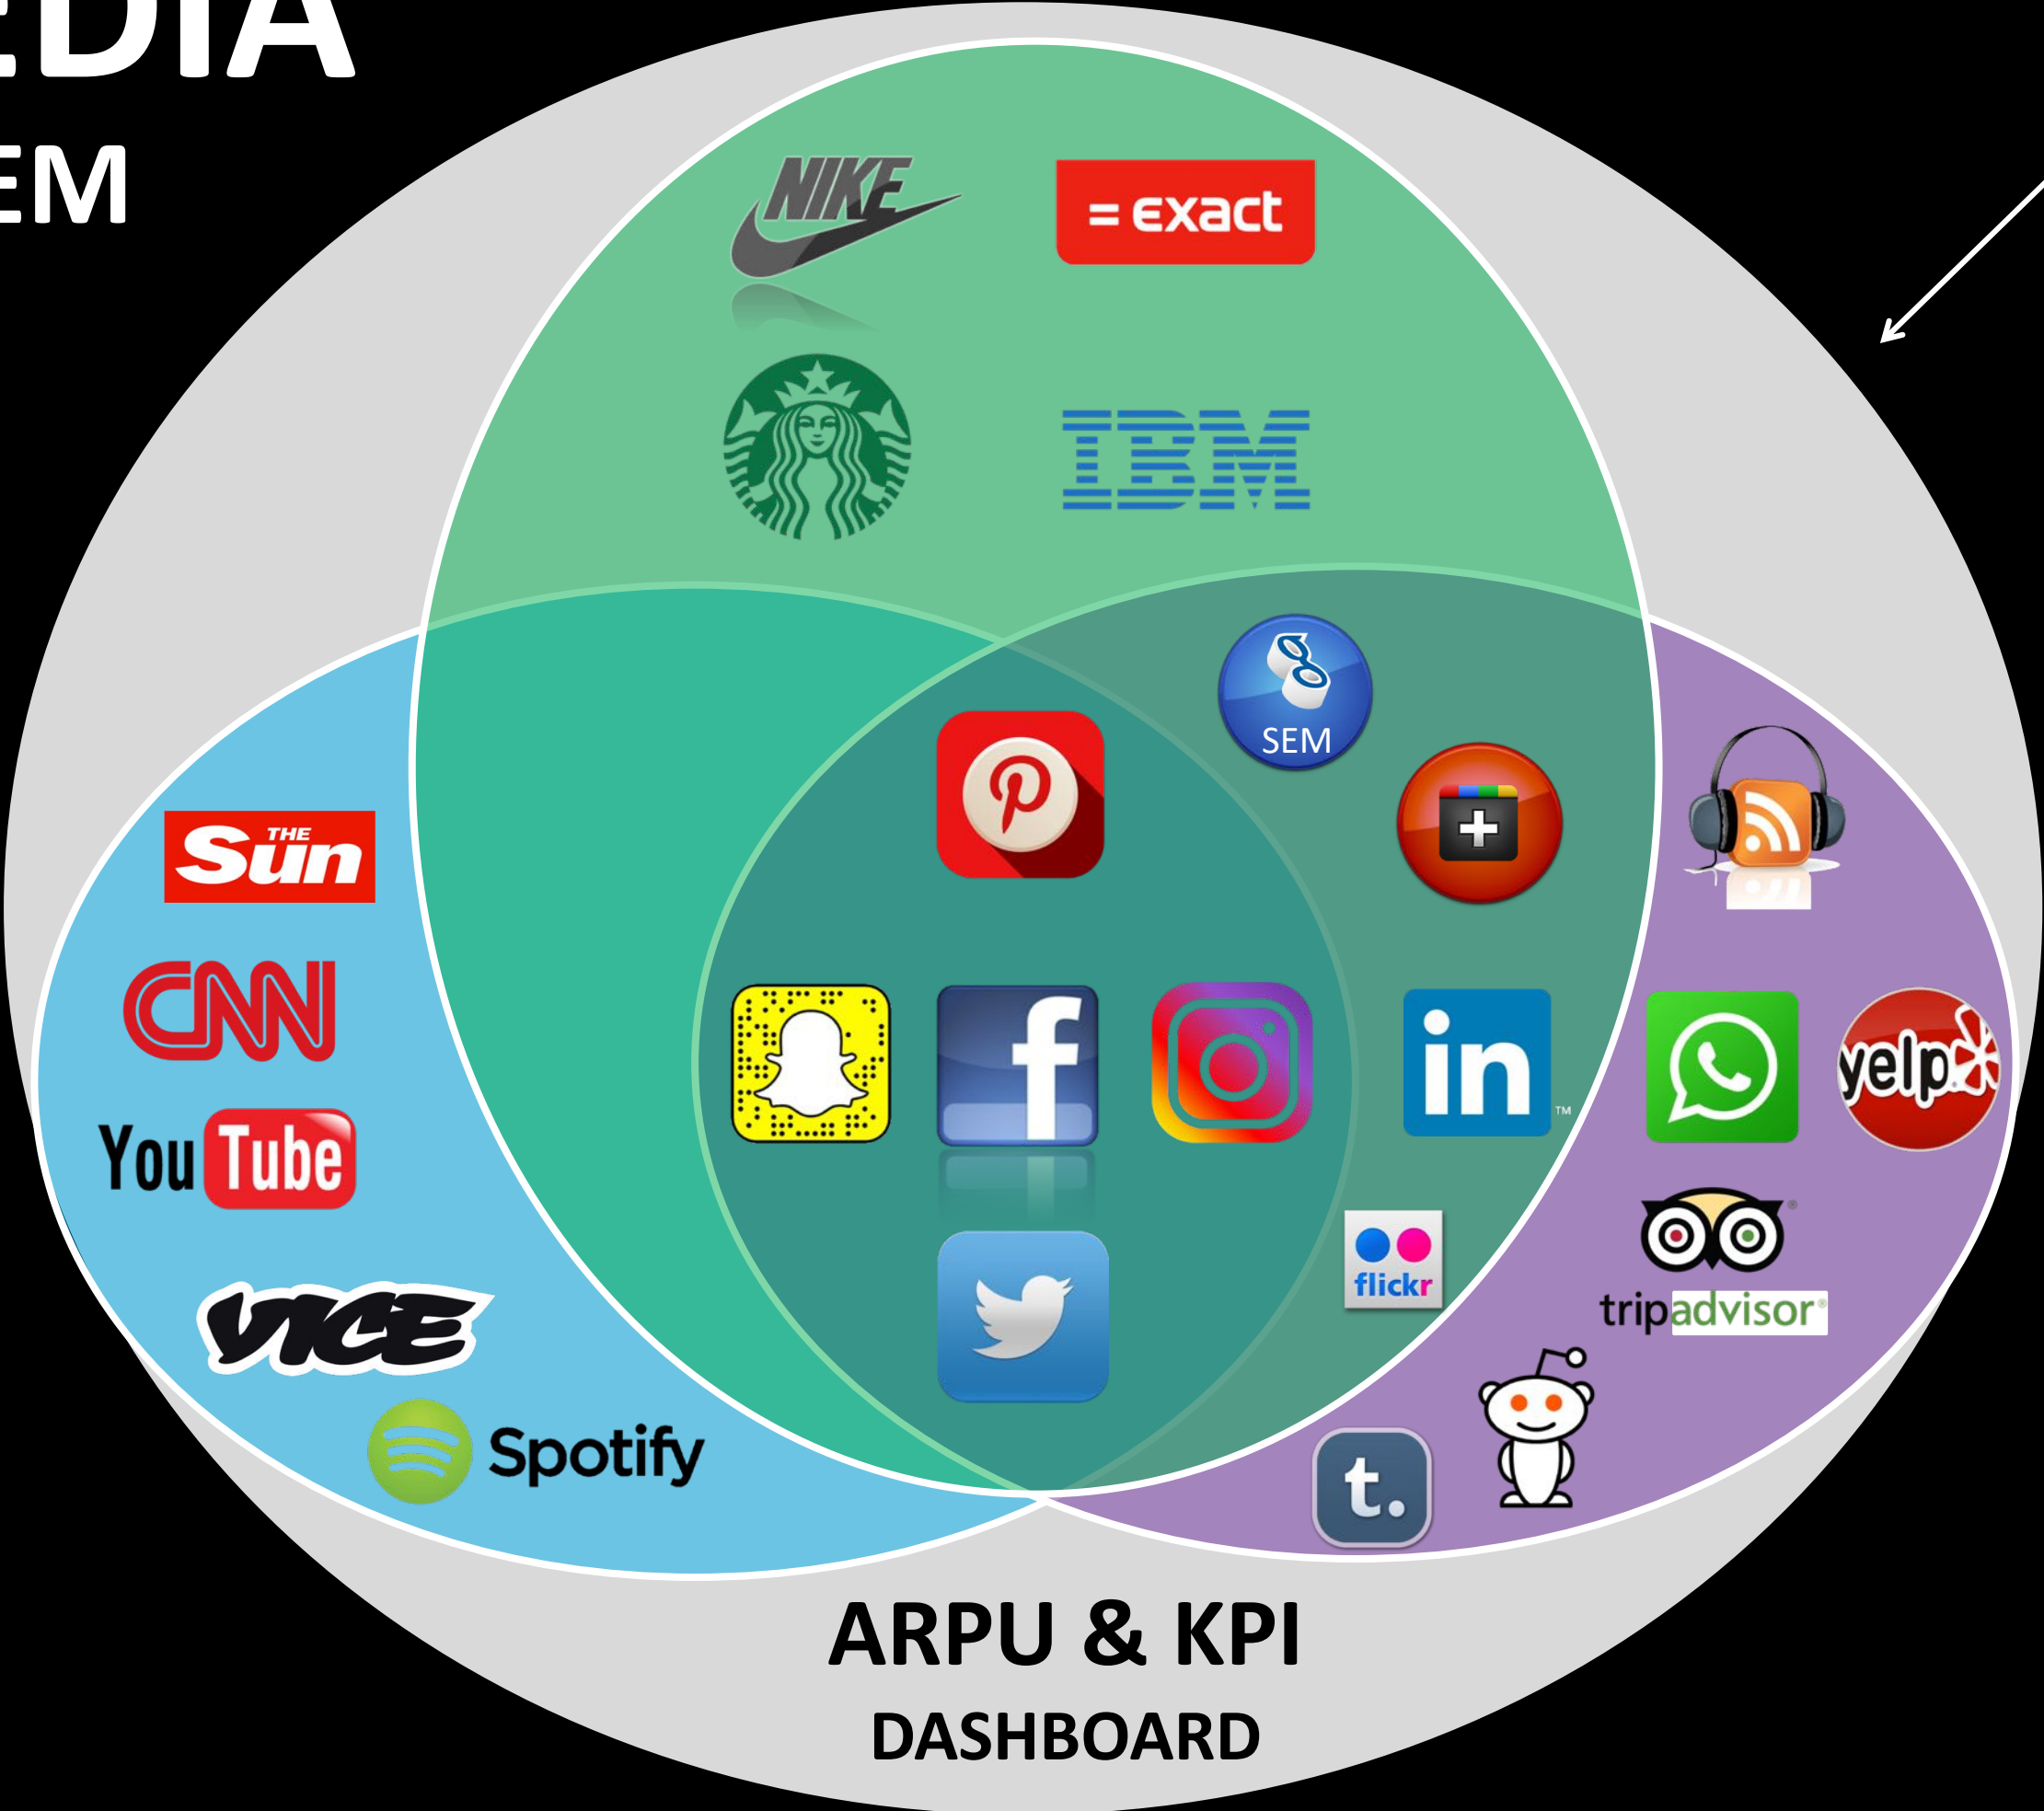 EDIA
EM
NIKE
= exact
IBM
SEM
THE
Sun
CNN
in
TM
yelp
You Tube
flickr
tripadvisor®
VICE
Spotify
t.
ARPU & KPI
DASHBOARD